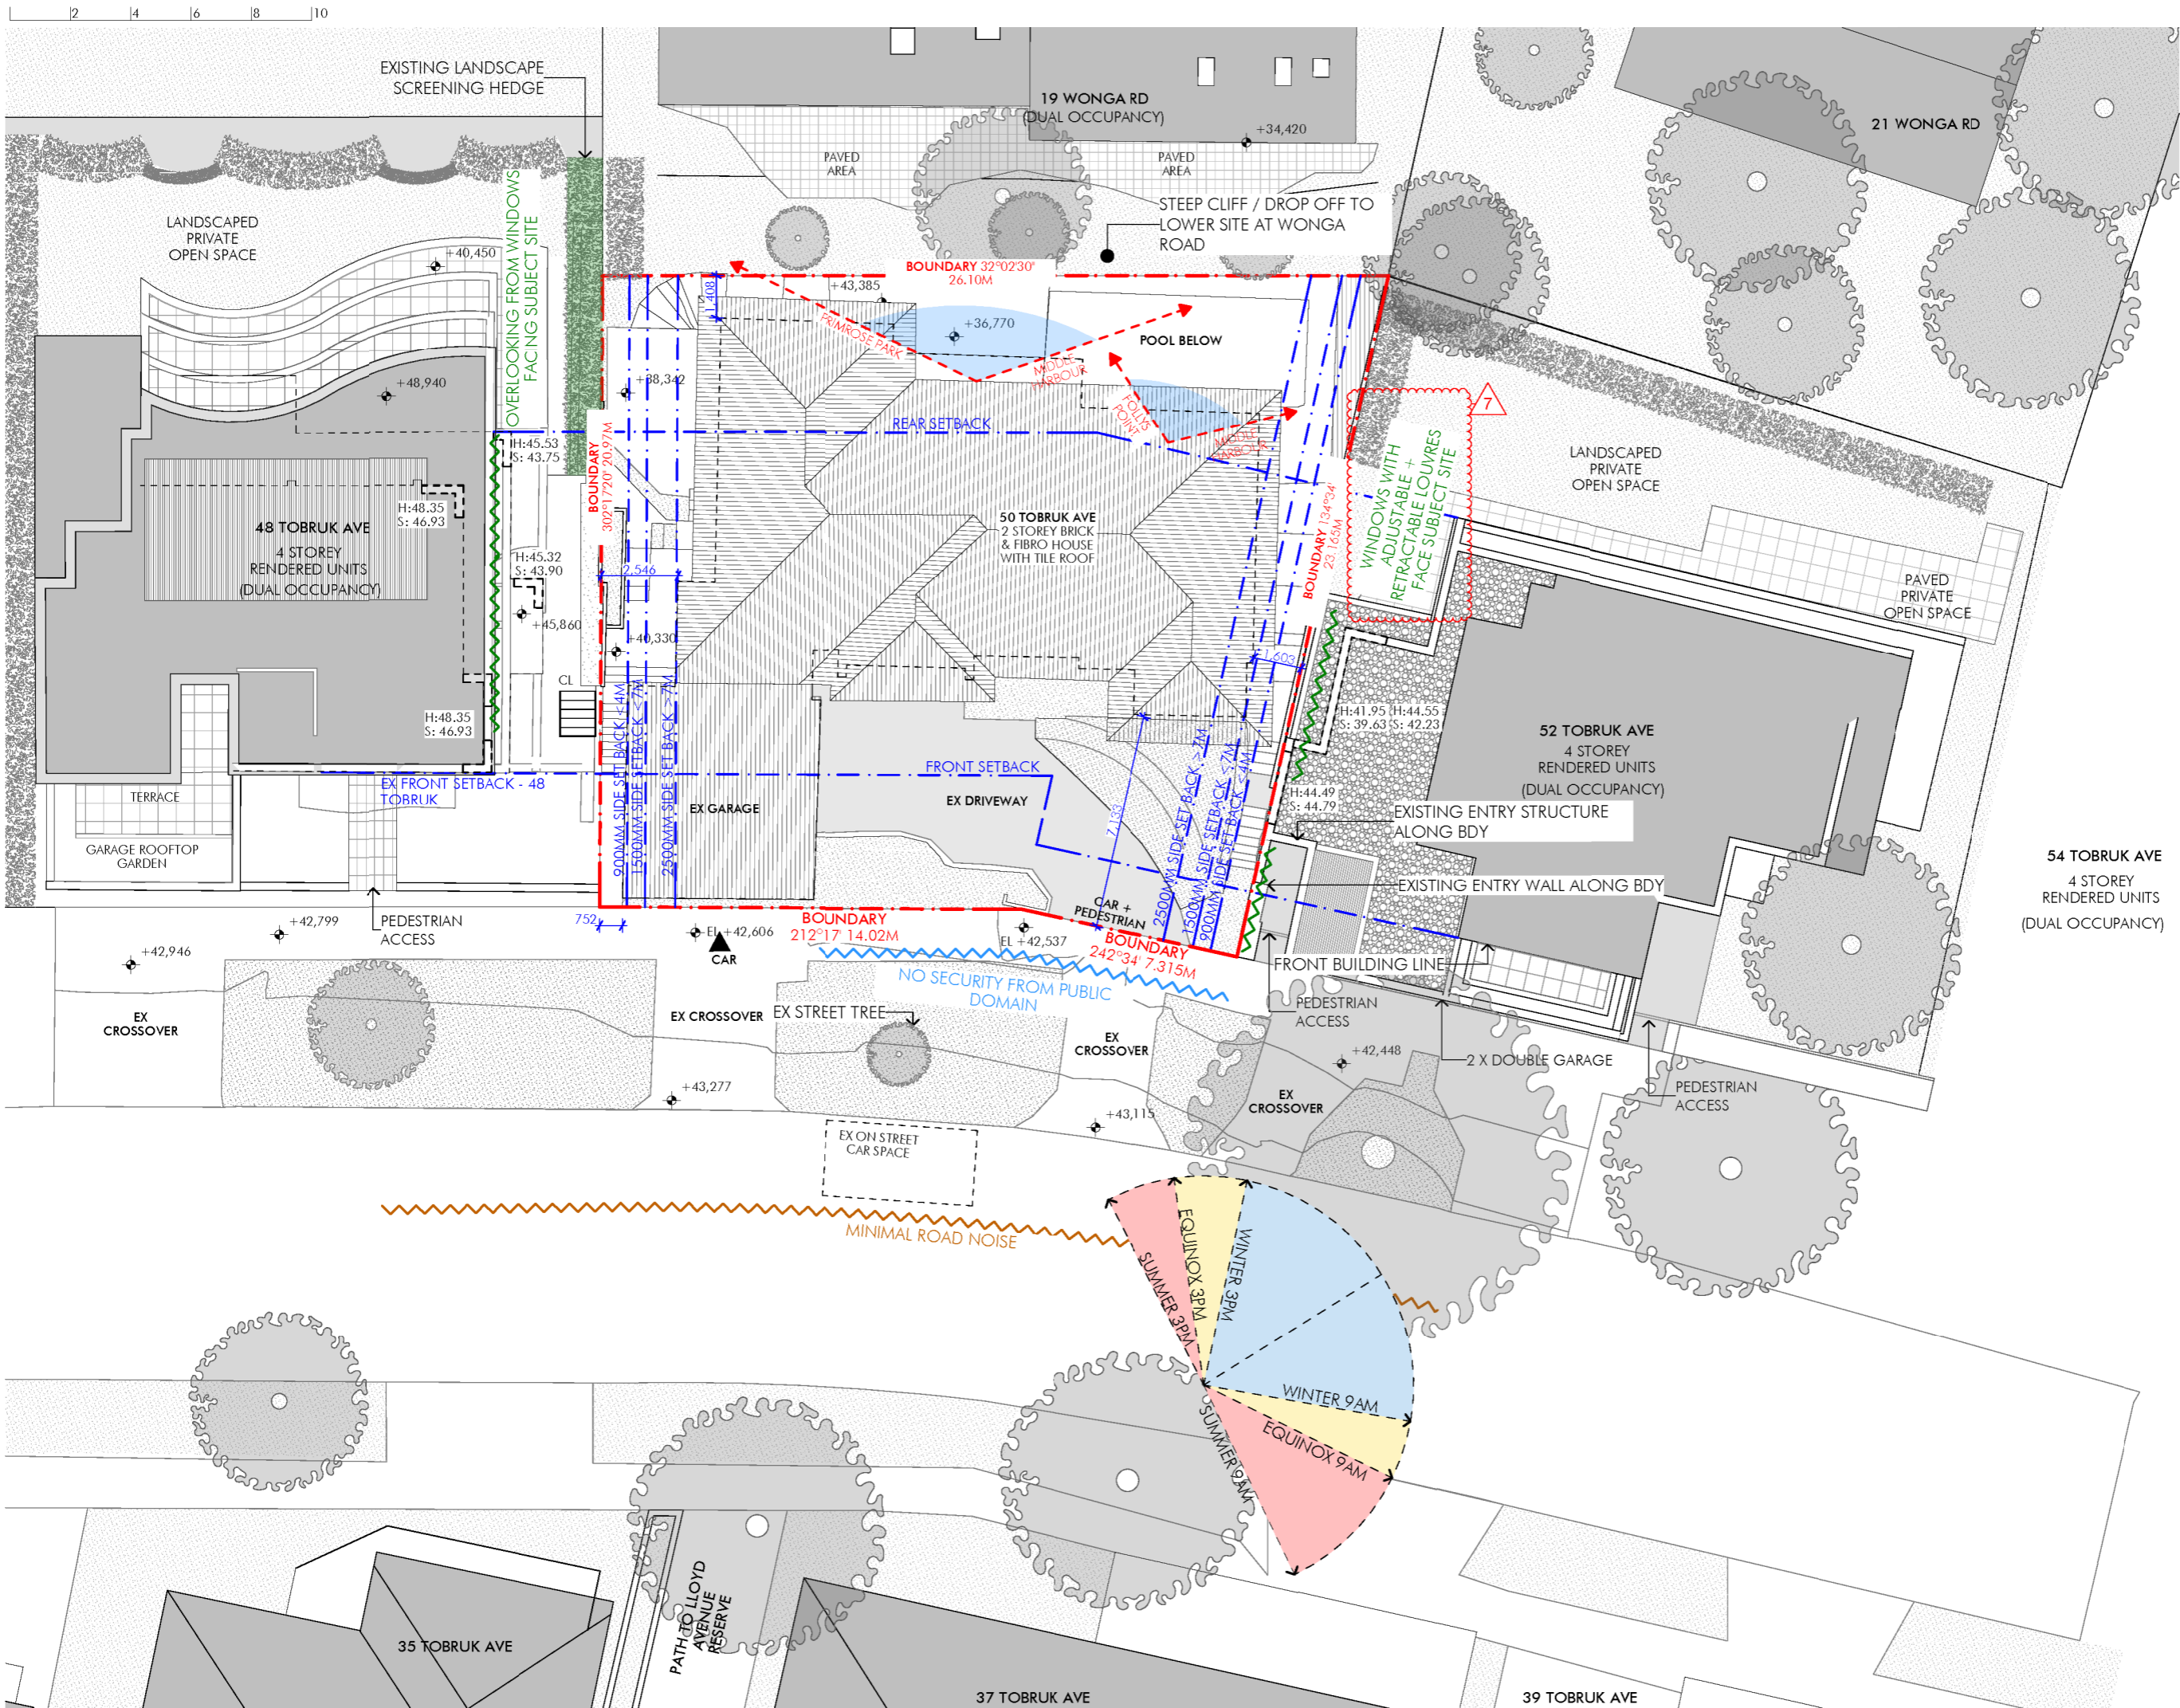 2 4 6 8 10
EXISTING LANDSCAPE
SCREENING HEDGE
19 WONGA RD
(DUAL OCCUPANCY)
+34,420
21 WONGA RD
PAVED
AREA
PAVED
AREA
STEEP CLIFF / DROP OFF TO
LOWER SITE AT WONGA
ROAD
LANDSCAPED
PRIVATE
OPEN SPACE
+40,450
OVERLOOKING FROM WINDOWS
FACING SUBJECT SITE
BOUNDARY 32°02'30"
26.10M
+43,385
1,408
PRIMROSE PARK
+36,770
MIDDLE
HARBOUR
POOL BELOW
FOLLYS
POINT
MIDDLE
HARBOUR
7
+48,940
+38,342
REAR SETBACK
BOUNDARY
302°17'20" 20.97M
H:45.53
S: 43.75
H:48.35
S: 46.93
48 TOBRUK AVE
4 STOREY
RENDERED UNITS
(DUAL OCCUPANCY)
H:45.32
S: 43.90
+45,860
2,546
+40,330
50 TOBRUK AVE
2 STOREY BRICK
& FIBRO HOUSE
WITH TILE ROOF
BOUNDARY 134°34'
23.165M
WINDOWS WITH
ADJUSTABLE +
RETRACTABLE LOUVRES
FACE SUBJECT SITE
LANDSCAPED
PRIVATE
OPEN SPACE
PAVED
PRIVATE
OPEN SPACE
1,603
CL
H:48.35
S: 46.93
H:41.95
S: 39.63
H:44.55
S: 42.23
52 TOBRUK AVE
4 STOREY
RENDERED UNITS
(DUAL OCCUPANCY)
900MM SIDE SET BACK <4M
1500MM SIDE SETBACK <7M
2500MM SIDE SET BACK >7M
EX FRONT SETBACK - 48
TOBRUK
TERRACE
GARAGE ROOFTOP
GARDEN
EX GARAGE
FRONT SETBACK
EX DRIVEWAY
7,133
2500MM SIDE SET BACK >7M
1500MM SIDE SETBACK <7M
900MM SIDE SET BACK <4M
H:44.49
S: 44.79
EXISTING ENTRY STRUCTURE
ALONG BDY
EXISTING ENTRY WALL ALONG BDY
54 TOBRUK AVE
4 STOREY
RENDERED UNITS
(DUAL OCCUPANCY)
CAR +
PEDESTRIAN
752
BOUNDARY
212°17' 14.02M
EL +42,606
CAR
EL +42,537
BOUNDARY
242°34' 7.315M
+42,799
PEDESTRIAN
ACCESS
+42,946
NO SECURITY FROM PUBLIC
DOMAIN
FRONT BUILDING LINE
PEDESTRIAN
ACCESS
EX
CROSSOVER
EX CROSSOVER
EX STREET TREE
EX
CROSSOVER
+42,448
2 X DOUBLE GARAGE
PEDESTRIAN
ACCESS
+43,277
+43,115
EX
CROSSOVER
EX ON STREET
CAR SPACE
MINIMAL ROAD NOISE
SUMMER 3PM
EQUINOX 3PM
WINTER 3PM
WINTER 9AM
EQUINOX 9AM
SUMMER 9AM
PATH TO LLOYD
AVENUE
RESERVE
35 TOBRUK AVE
37 TOBRUK AVE
39 TOBRUK AVE